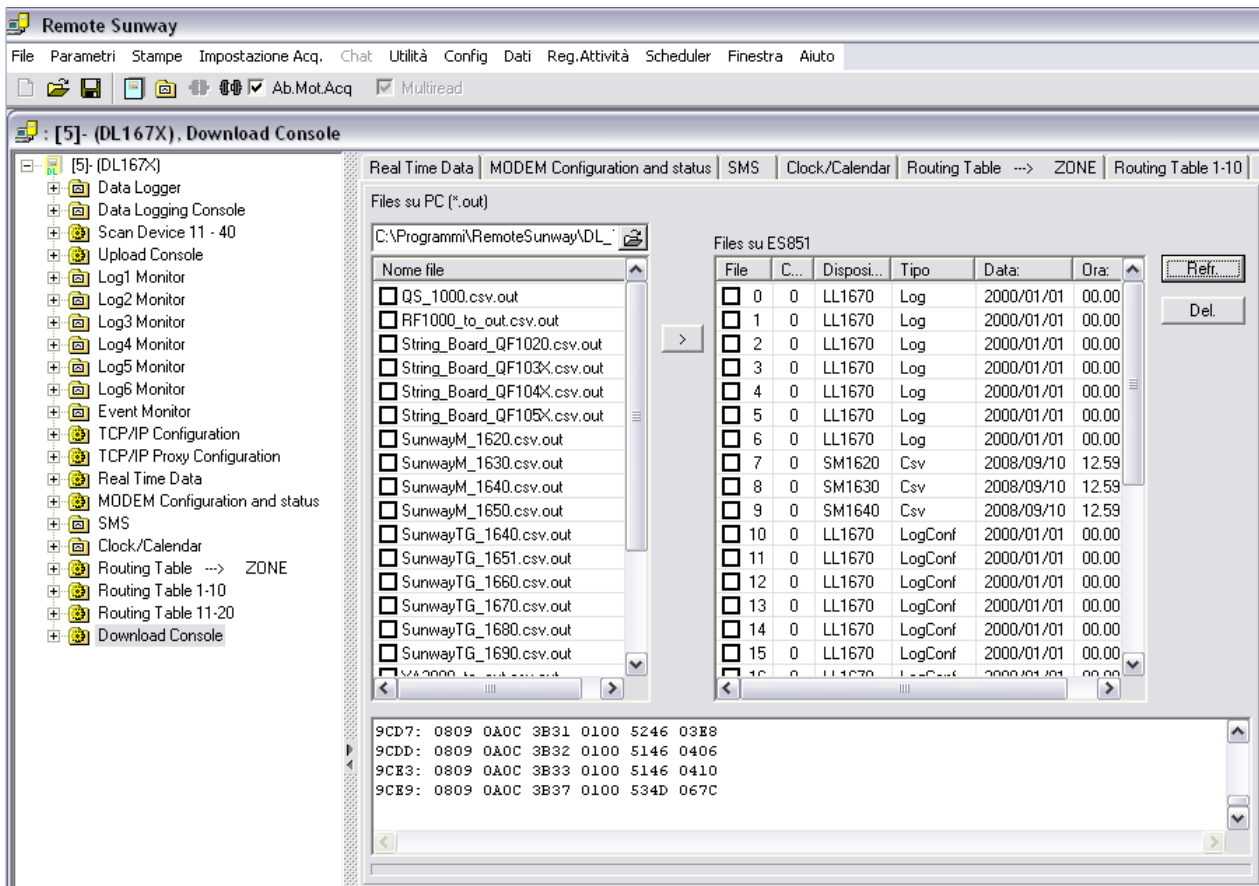 Remote Sunway
File Parametri Stampe Impostazione Acq. Chat Utilità Config Dati Reg.Attività Scheduler Finestra Aiuto
Ab.Mot.Acq Multiread
: [5]- (DL167X), Download Console
[5]- (DL167X)
Data Logger
Data Logging Console
Scan Device 11 - 40
Upload Console
Log1 Monitor
Log2 Monitor
Log3 Monitor
Log4 Monitor
Log5 Monitor
Log6 Monitor
Event Monitor
TCP/IP Configuration
TCP/IP Proxy Configuration
Real Time Data
MODEM Configuration and status
SMS
Clock/Calendar
Routing Table ---> ZONE
Routing Table 1-10
Routing Table 11-20
Download Console
Real Time Data MODEM Configuration and status SMS Clock/Calendar Routing Table ---> ZONE Routing Table 1-10
Files su PC (*.out)
C:\Programmi\RemoteSunway\DL_
Nome file
QS_1000.csv.out
RF1000_to_out.csv.out
String_Board_QF1020.csv.out
String_Board_QF103X.csv.out
String_Board_QF104X.csv.out
String_Board_QF105X.csv.out
SunwayM_1620.csv.out
SunwayM_1630.csv.out
SunwayM_1640.csv.out
SunwayM_1650.csv.out
SunwayTG_1640.csv.out
SunwayTG_1651.csv.out
SunwayTG_1660.csv.out
SunwayTG_1670.csv.out
SunwayTG_1680.csv.out
SunwayTG_1690.csv.out
>
Files su ES851
File C... Disposi... Tipo Data: Ora:
0 0 LL1670 Log 2000/01/01 00.00
1 0 LL1670 Log 2000/01/01 00.00
2 0 LL1670 Log 2000/01/01 00.00
3 0 LL1670 Log 2000/01/01 00.00
4 0 LL1670 Log 2000/01/01 00.00
5 0 LL1670 Log 2000/01/01 00.00
6 0 LL1670 Log 2000/01/01 00.00
7 0 SM1620 Csv 2008/09/10 12.59
8 0 SM1630 Csv 2008/09/10 12.59
9 0 SM1640 Csv 2008/09/10 12.59
10 0 LL1670 LogConf 2000/01/01 00.00
11 0 LL1670 LogConf 2000/01/01 00.00
12 0 LL1670 LogConf 2000/01/01 00.00
13 0 LL1670 LogConf 2000/01/01 00.00
14 0 LL1670 LogConf 2000/01/01 00.00
15 0 LL1670 LogConf 2000/01/01 00.00
Refr.
Del.
9CD7: 0809 0A0C 3B31 0100 5246 03E8
9CDD: 0809 0A0C 3B32 0100 5146 0406
9CE3: 0809 0A0C 3B33 0100 5146 0410
9CE9: 0809 0A0C 3B37 0100 534D 067C